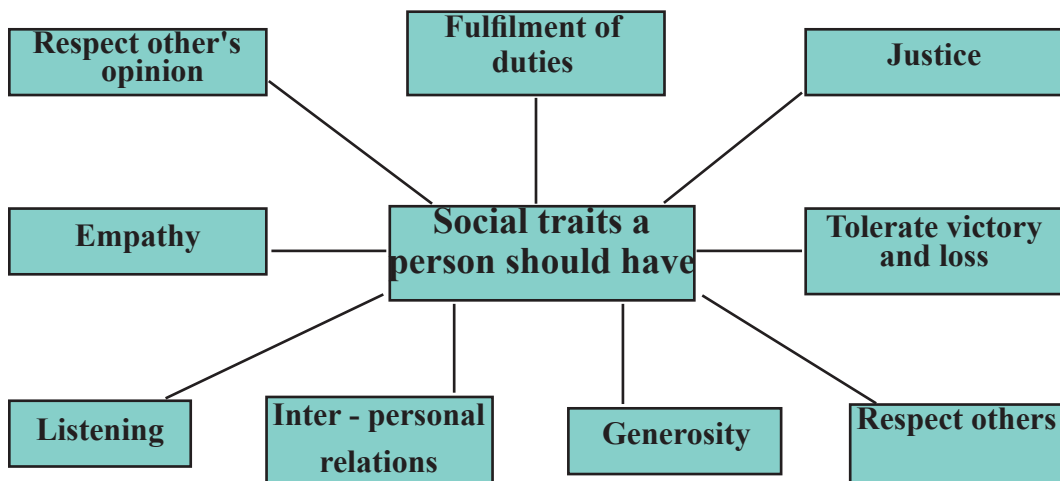 Respect other's
opinion
Fulfilment of
duties
Justice
Empathy
Social traits a
person should have
Tolerate victory
and loss
Listening
Inter - personal
relations
Generosity
Respect others